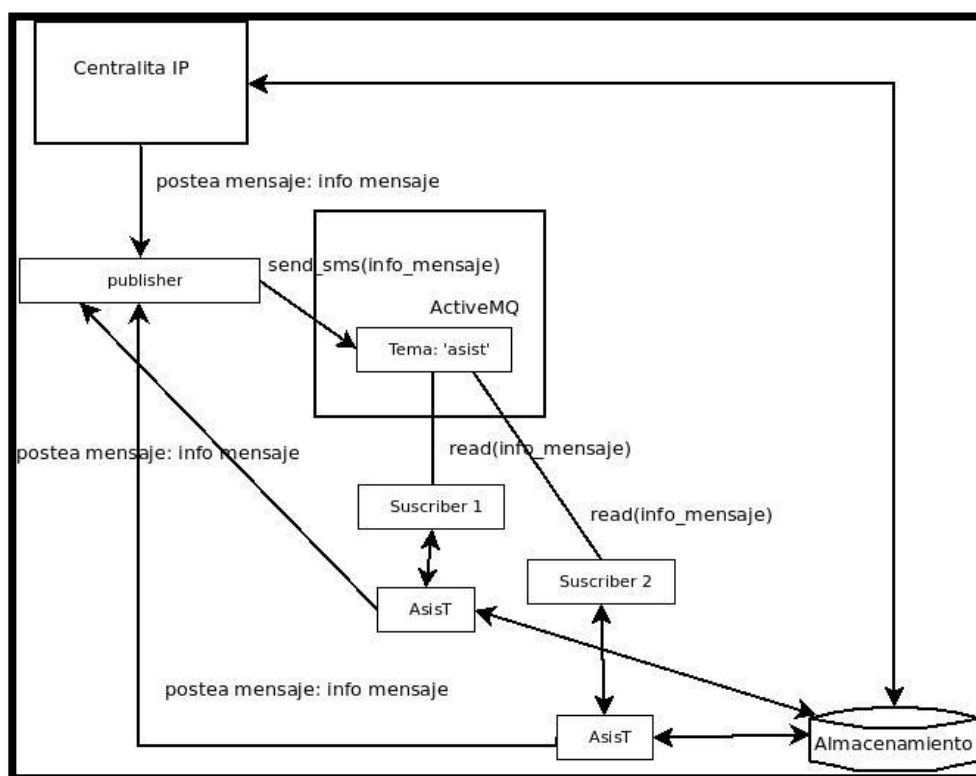 Centralita IP
postea mensaje: info mensaje
publisher
send_sms(info_mensaje)
ActiveMQ
Tema: 'asist'
postea mensaje: info mensaje
read(info_mensaje)
Suscriber 1
read(info_mensaje)
Suscriber 2
AsisT
postea mensaje: info mensaje
AsisT
Almacenamiento